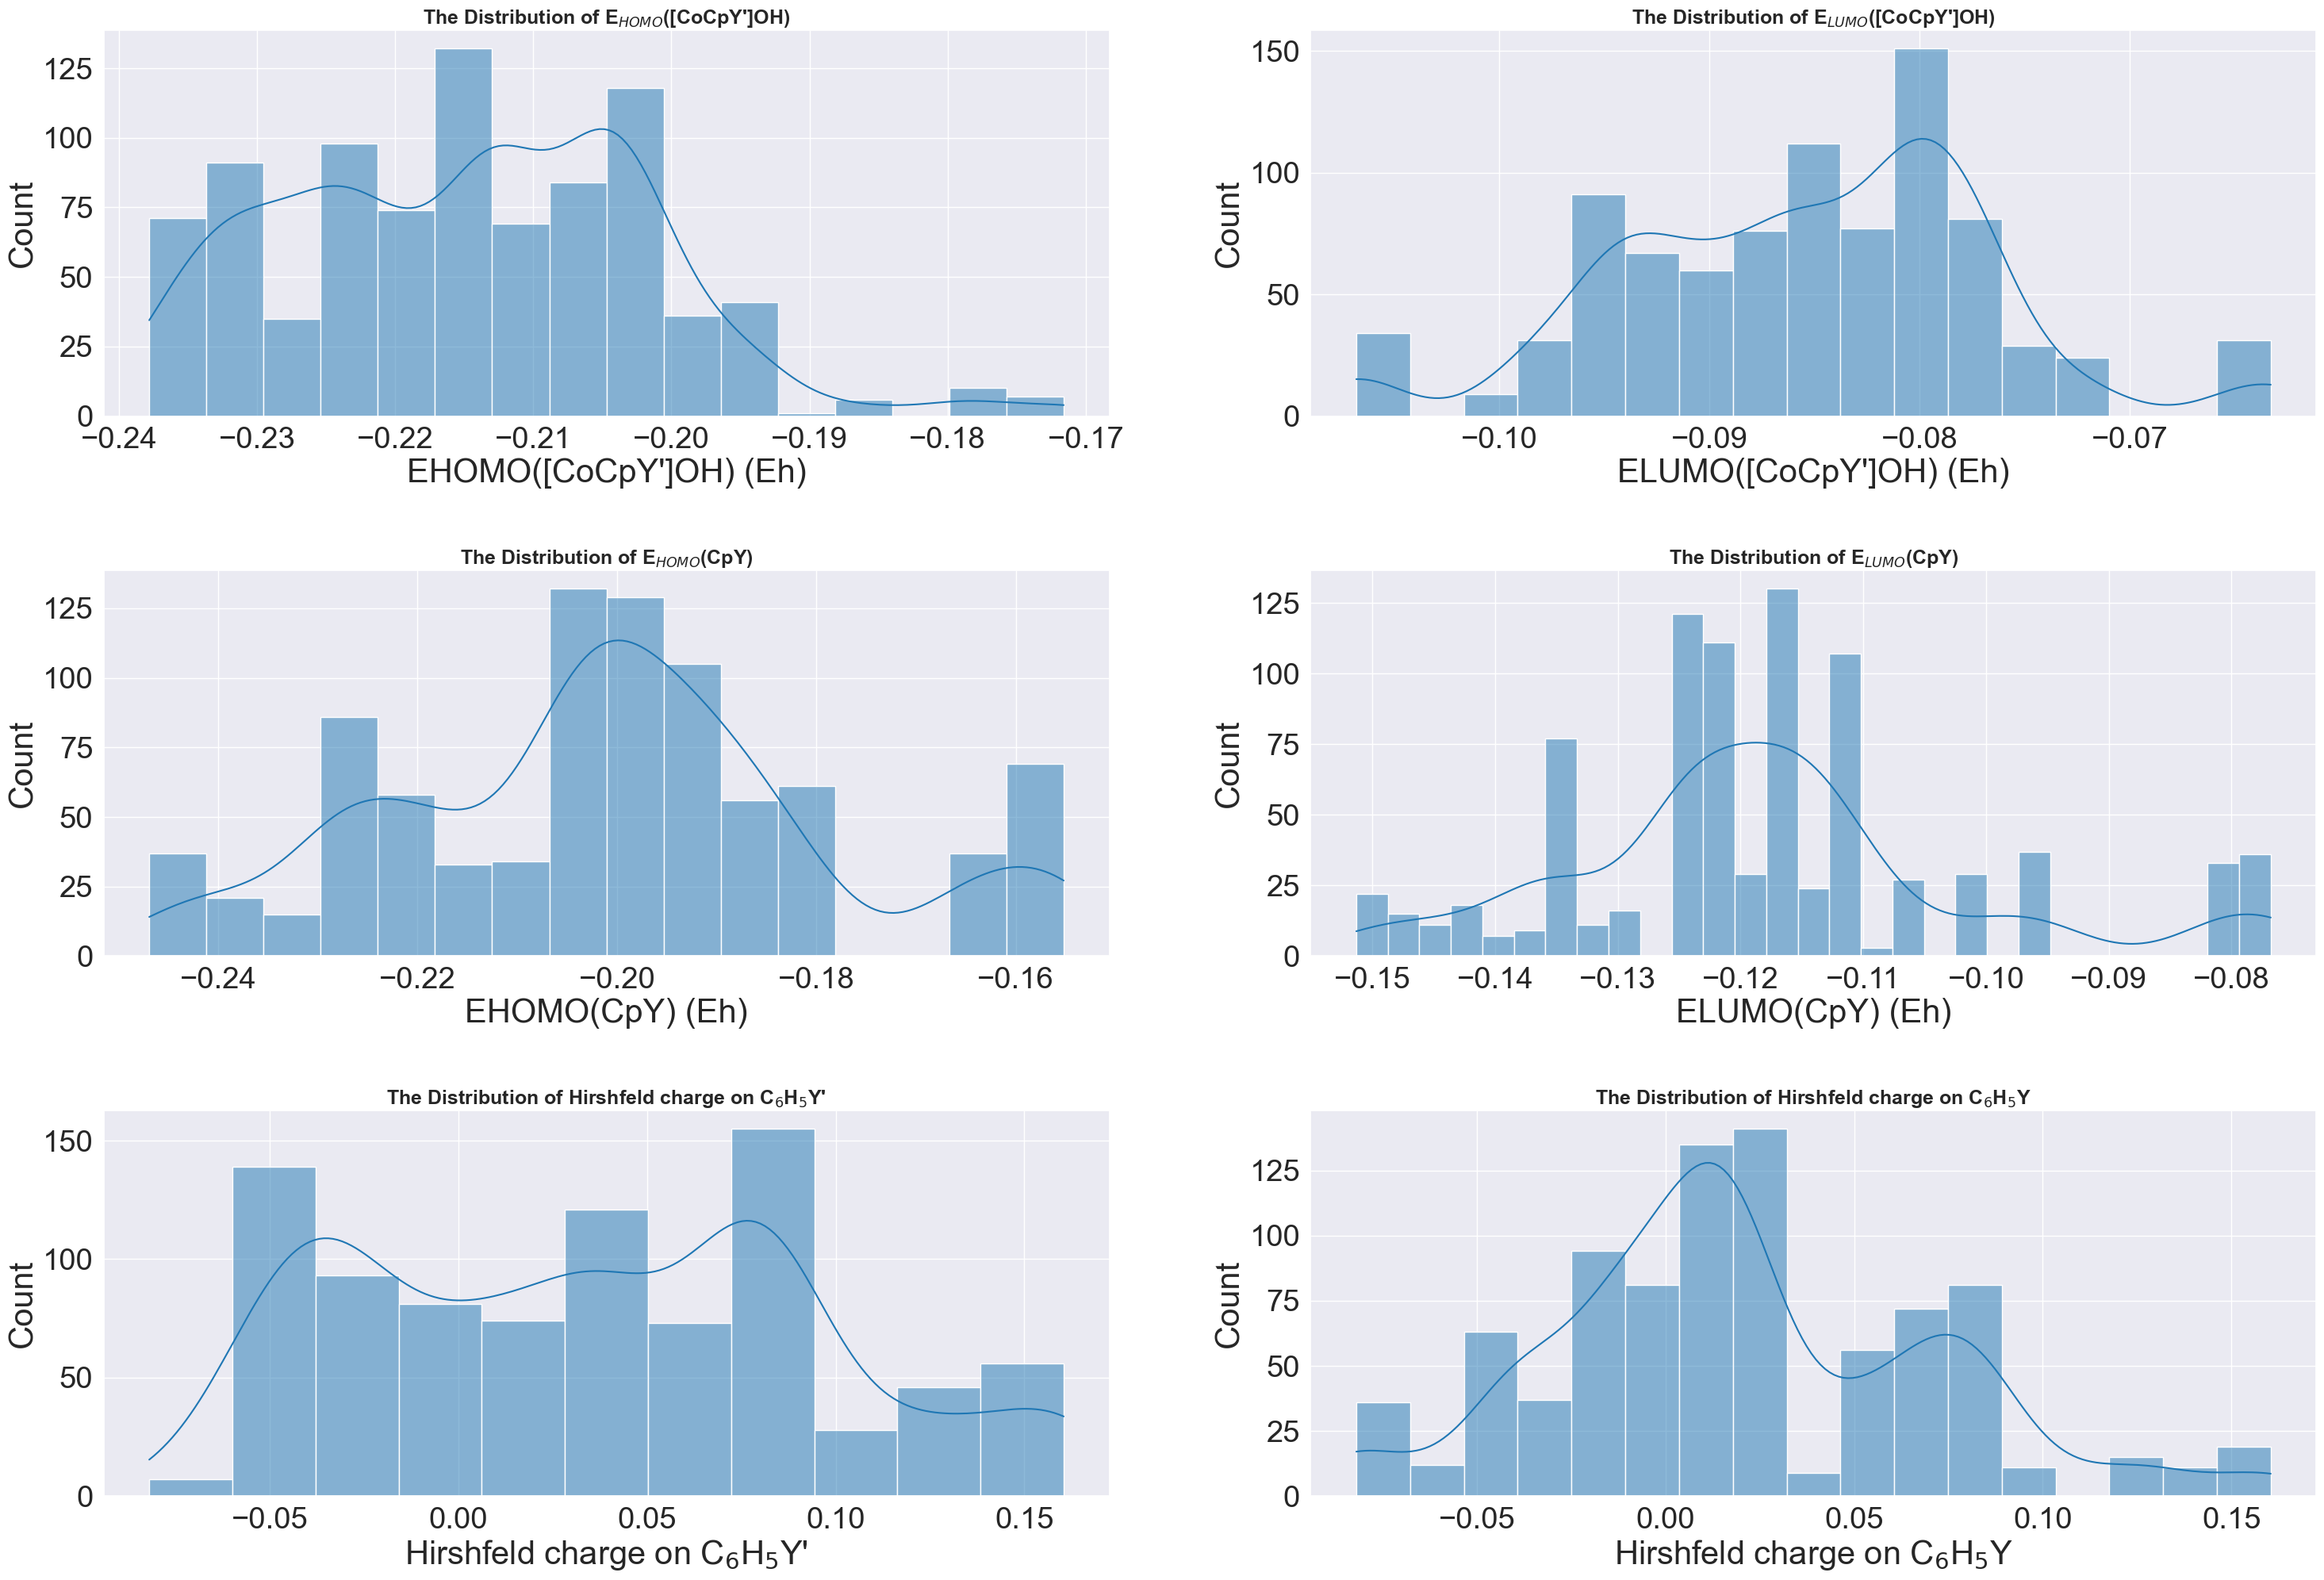 The Distribution of E_HOMO([CoCpY']OH)
Count
125
100
75
50
25
0
−0.24 −0.23 −0.22 −0.21 −0.20 −0.19 −0.18 −0.17
EHOMO([CoCpY']OH) (Eh)
The Distribution of E_LUMO([CoCpY']OH)
Count
150
100
50
0
−0.10 −0.09 −0.08 −0.07
ELUMO([CoCpY']OH) (Eh)
The Distribution of E_HOMO(CpY)
Count
125
100
75
50
25
0
−0.24 −0.22 −0.20 −0.18 −0.16
EHOMO(CpY) (Eh)
The Distribution of E_LUMO(CpY)
Count
125
100
75
50
25
0
−0.15 −0.14 −0.13 −0.12 −0.11 −0.10 −0.09 −0.08
ELUMO(CpY) (Eh)
The Distribution of Hirshfeld charge on C₆H₅Y'
Count
150
100
50
0
−0.05 0.00 0.05 0.10 0.15
Hirshfeld charge on C₆H₅Y'
The Distribution of Hirshfeld charge on C₆H₅Y
Count
125
100
75
50
25
0
−0.05 0.00 0.05 0.10 0.15
Hirshfeld charge on C₆H₅Y